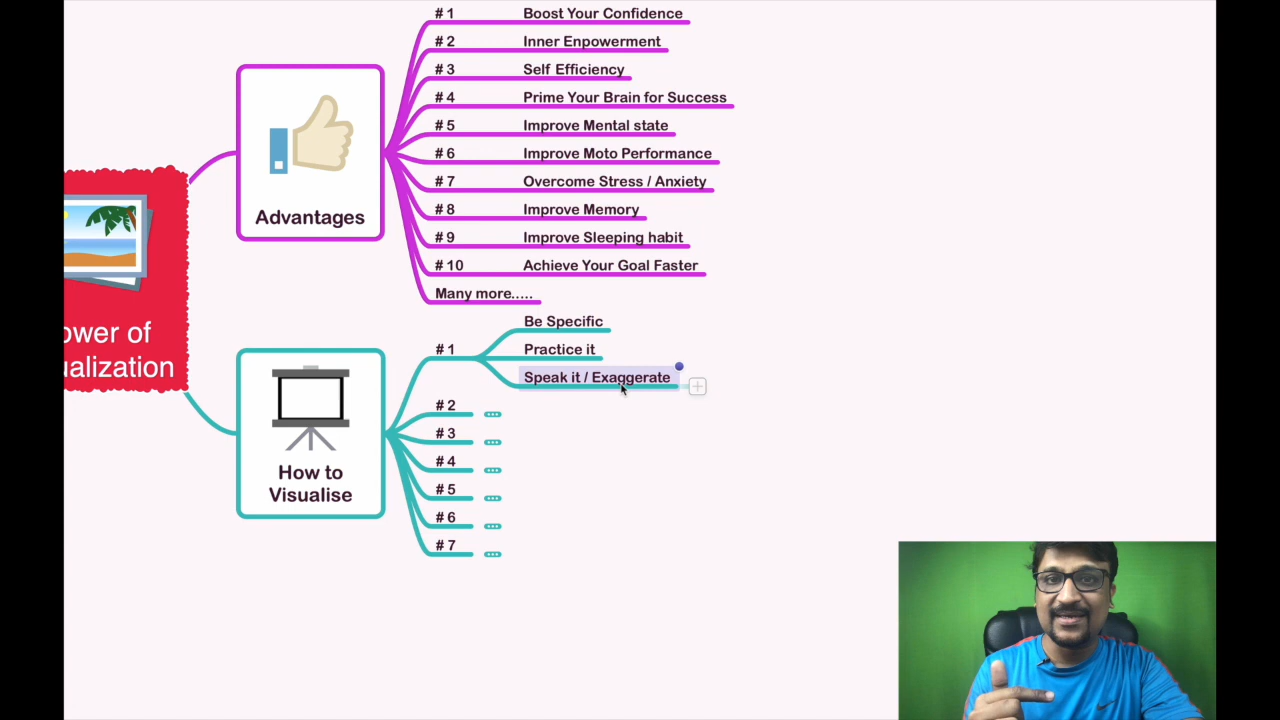 # 1 Boost Your Confidence
# 2 Inner Enpowerment
# 3 Self Efficiency
# 4 Prime Your Brain for Success
# 5 Improve Mental state
# 6 Improve Moto Performance
# 7 Overcome Stress / Anxiety
# 8 Improve Memory
# 9 Improve Sleeping habit
# 10 Achieve Your Goal Faster
Many more.....
Advantages
ower of
ualization
Be Specific
# 1 Practice it
Speak it / Exaggerate
# 2
# 3
# 4
# 5
# 6
# 7
How to
Visualise